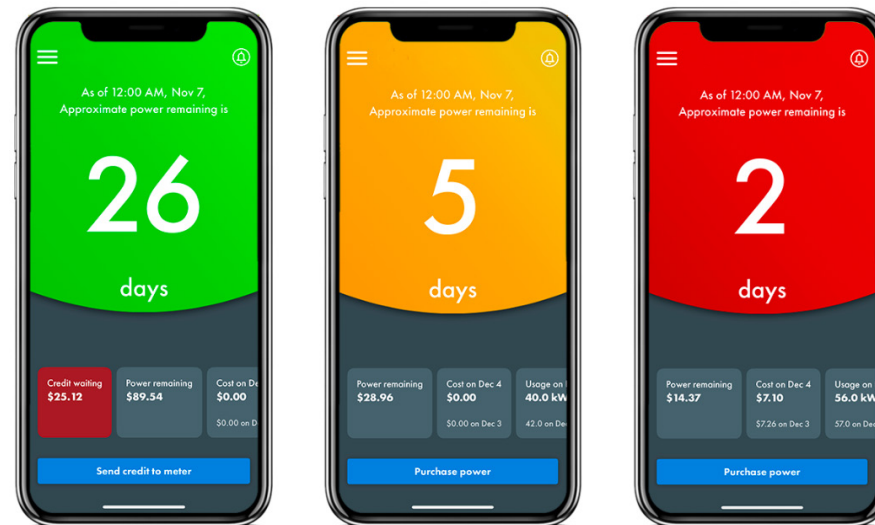 As of 12:00 AM, Nov 7,
Approximate power remaining is
26
days
Credit waiting
$25.12
Power remaining
$89.54
Cost on De
$0.00
$0.00 on D
Send credit to meter
As of 12:00 AM, Nov 7,
Approximate power remaining is
5
days
Power remaining
$28.96
Cost on Dec 4
$0.00
$0.00 on Dec 3
Usage on
40.0 kW
42.0 on De
Purchase power
As of 12:00 AM, Nov 7,
Approximate power remaining is
2
days
Power remaining
$14.37
Cost on Dec 4
$7.10
$7.26 on Dec 3
Usage on
56.0 kW
57.0 on Dec
Purchase power